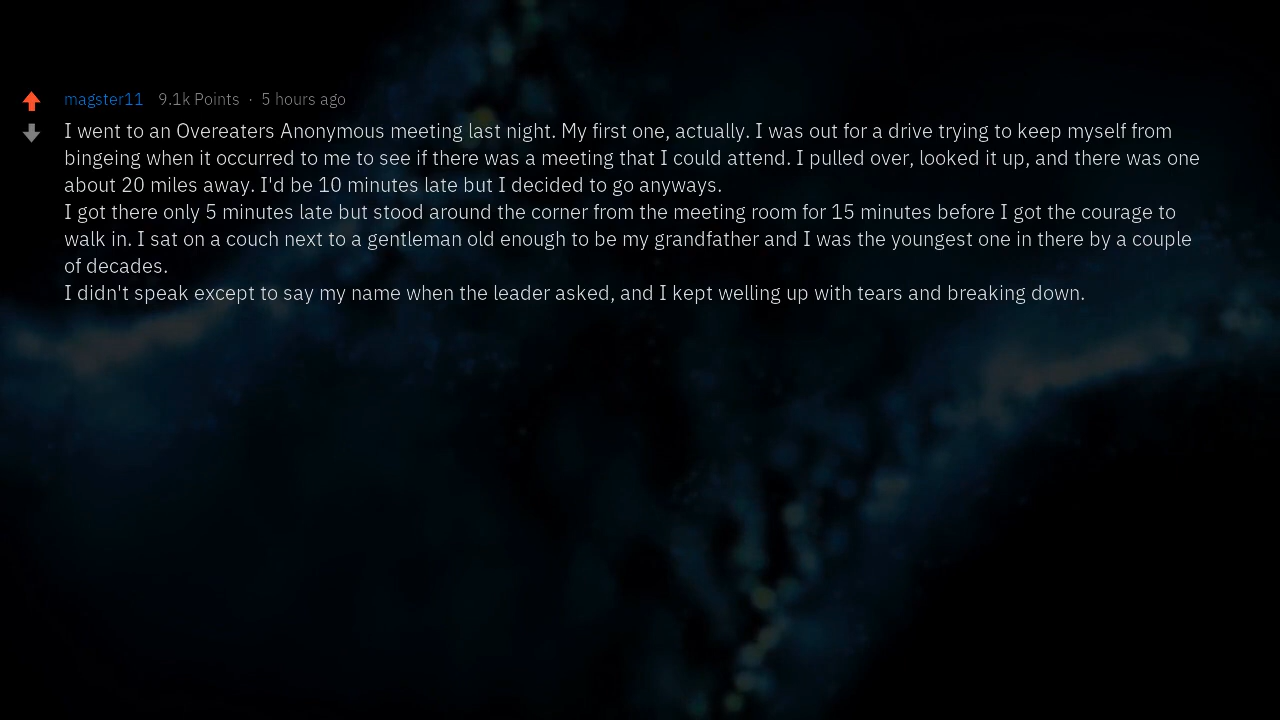 magster11 9.1k Points · 5 hours ago
I went to an Overeaters Anonymous meeting last night. My first one, actually. I was out for a drive trying to keep myself from
bingeing when it occurred to me to see if there was a meeting that I could attend. I pulled over, looked it up, and there was one
about 20 miles away. I'd be 10 minutes late but I decided to go anyways.
I got there only 5 minutes late but stood around the corner from the meeting room for 15 minutes before I got the courage to
walk in. I sat on a couch next to a gentleman old enough to be my grandfather and I was the youngest one in there by a couple
of decades.
I didn't speak except to say my name when the leader asked, and I kept welling up with tears and breaking down.